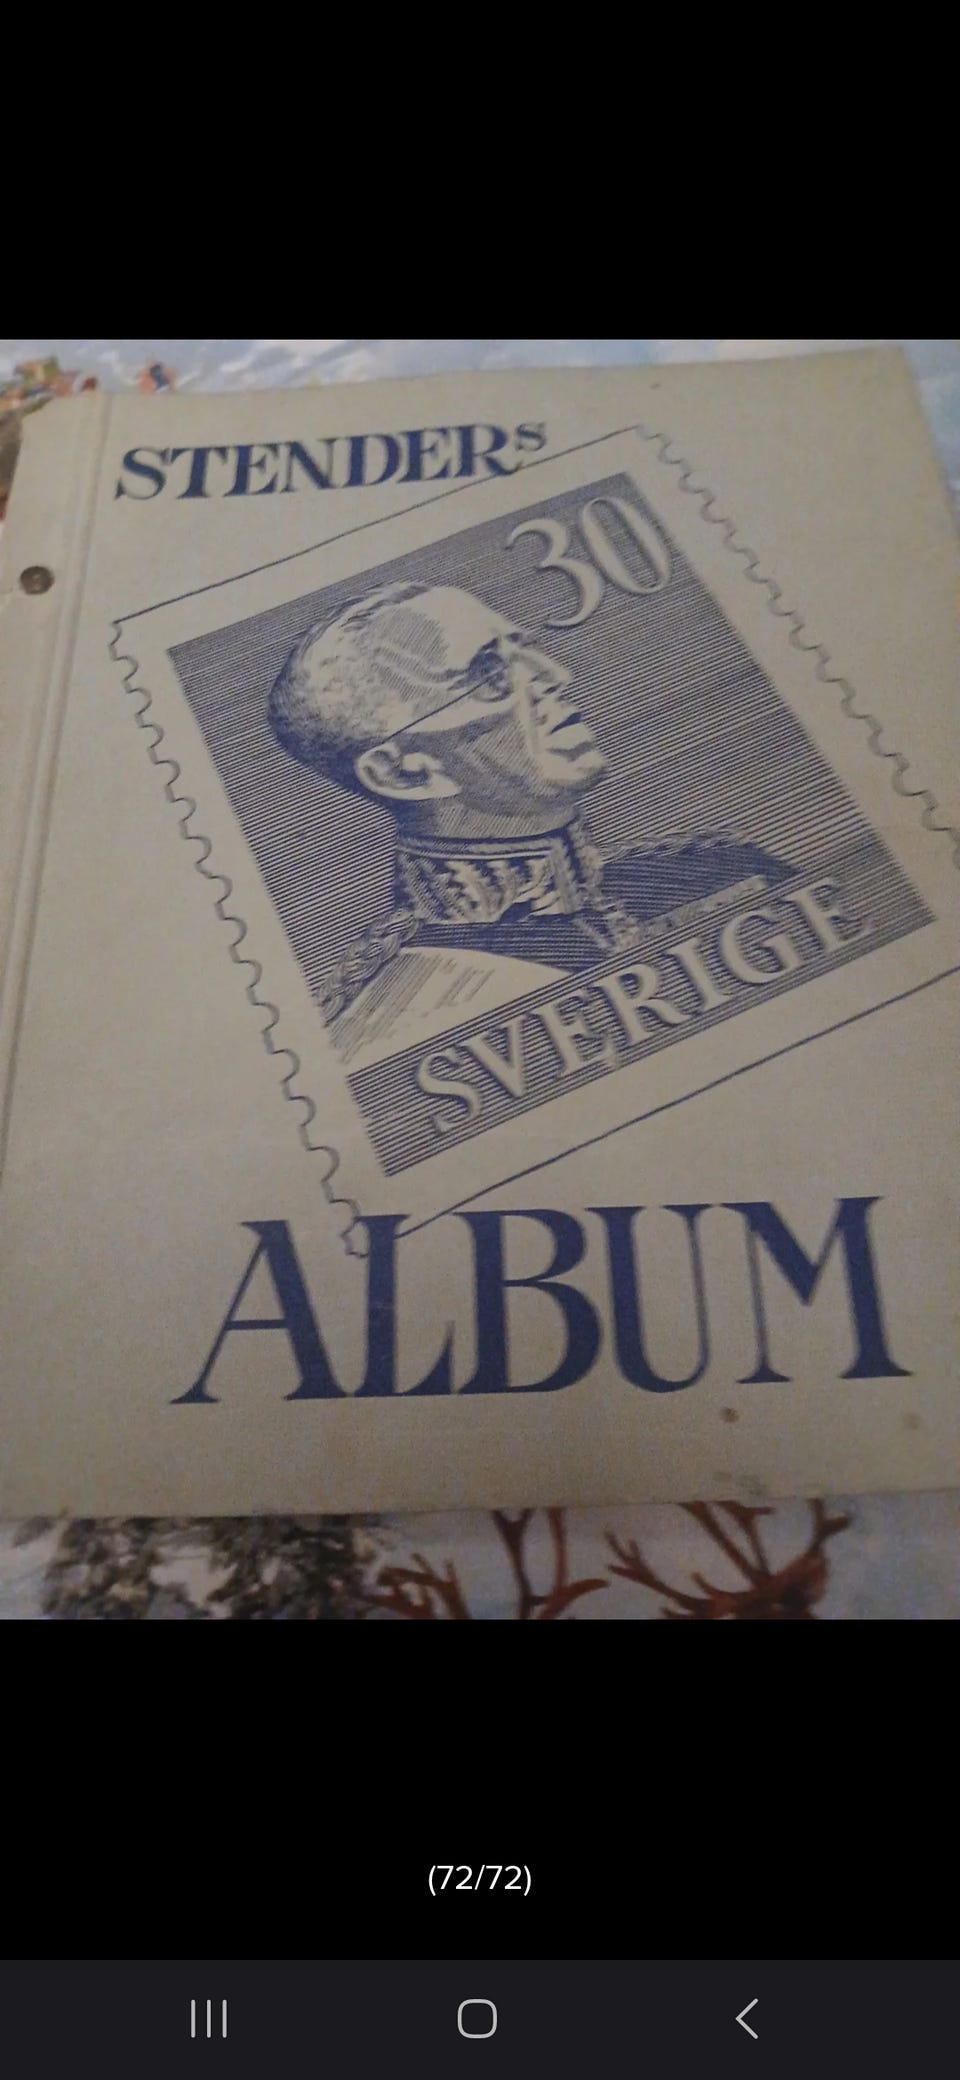 STENDERS
30
SVERIGE
ALBUM
(72/72)